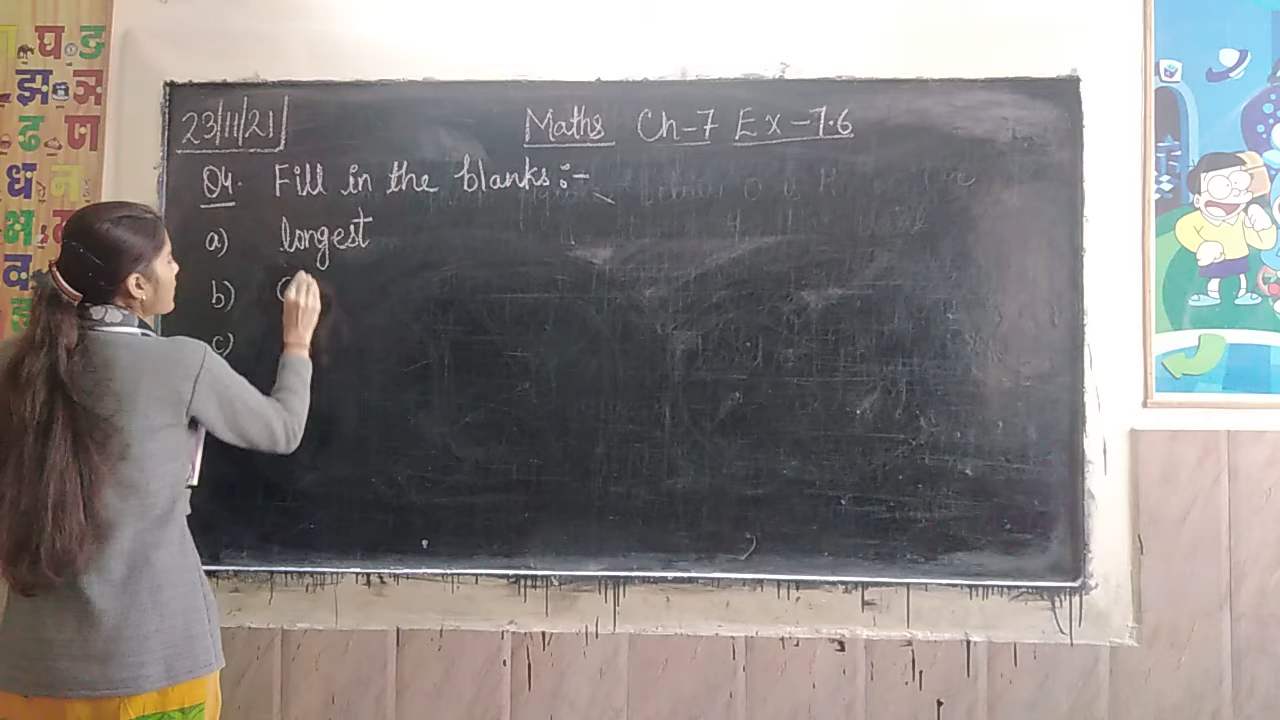 घ ङ
झ ञ
ढ ण
ध न
23/11/21
Maths Ch-7 Ex-7.6
Q4. Fill in the blanks :-
a) longest
b)
c)